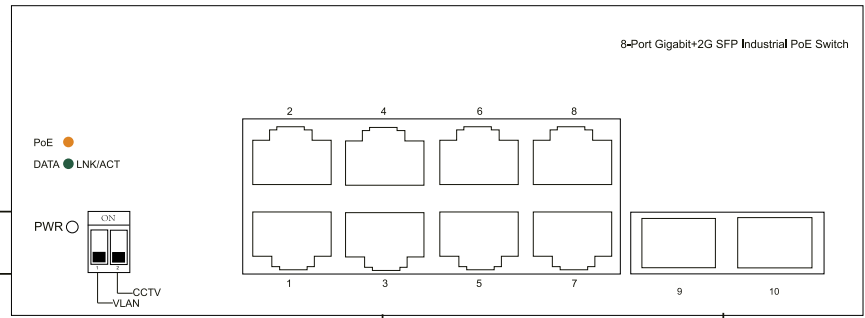 8-Port Gigabit+2G SFP Industrial PoE Switch
2 4 6 8
PoE
DATA LNK/ACT
PWR
ON
1 2
CCTV
VLAN
1 3 5 7
9 10